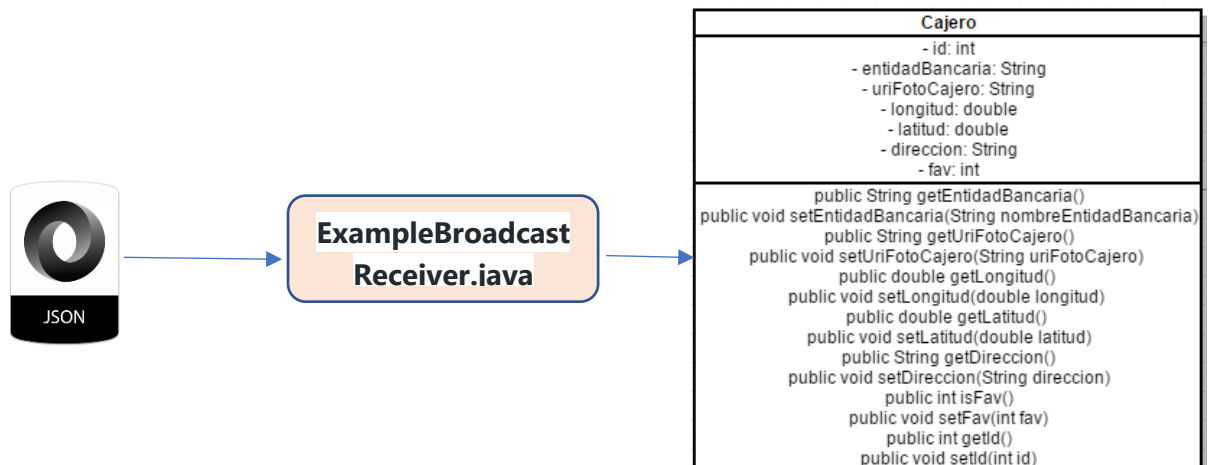 JSON
ExampleBroadcast
Receiver.iava
Cajero
- id: int
- entidadBancaria: String
- uriFotoCajero: String
- longitud: double
- latitud: double
- direccion: String
- fav: int
public String getEntidadBancaria()
public void setEntidadBancaria(String nombreEntidadBancaria)
public String getUriFotoCajero()
public void setUriFotoCajero(String uriFotoCajero)
public double getLongitud()
public void setLongitud(double longitud)
public double getLatitud()
public void setLatitud(double latitud)
public String getDireccion()
public void setDireccion(String direccion)
public int isFav()
public void setFav(int fav)
public int getId()
public void setId(int id)